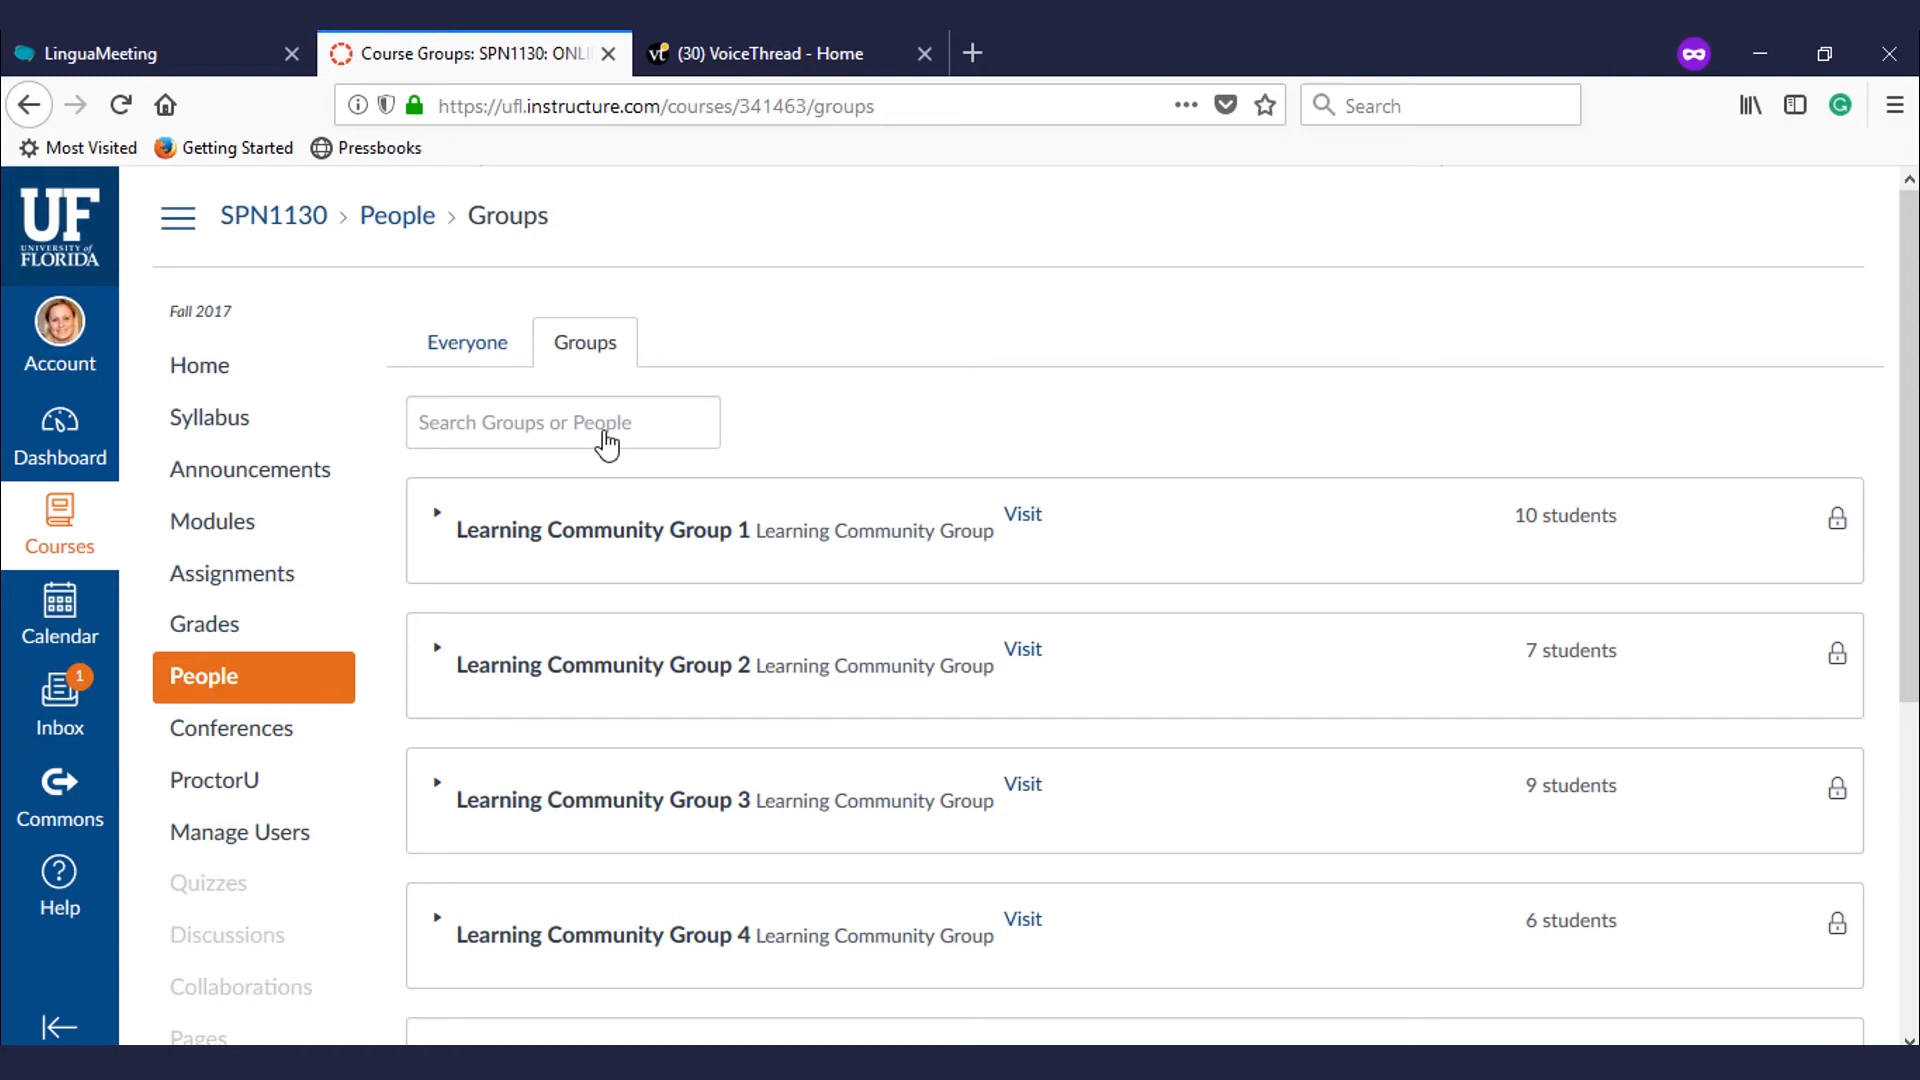 LinguaMeeting
Course Groups: SPN1130: ONLI
(30) VoiceThread - Home
https://ufl.instructure.com/courses/341463/groups
Search
Most Visited
Getting Started
Pressbooks
UF
UNIVERSITY of
FLORIDA
Account
Dashboard
Courses
Calendar
1
Inbox
Commons
Help
SPN1130 > People > Groups
Fall 2017
Home
Syllabus
Announcements
Modules
Assignments
Grades
People
Conferences
ProctorU
Manage Users
Quizzes
Discussions
Collaborations
Pages
Everyone
Groups
Search Groups or People
Learning Community Group 1 Learning Community Group Visit 10 students
Learning Community Group 2 Learning Community Group Visit 7 students
Learning Community Group 3 Learning Community Group Visit 9 students
Learning Community Group 4 Learning Community Group Visit 6 students